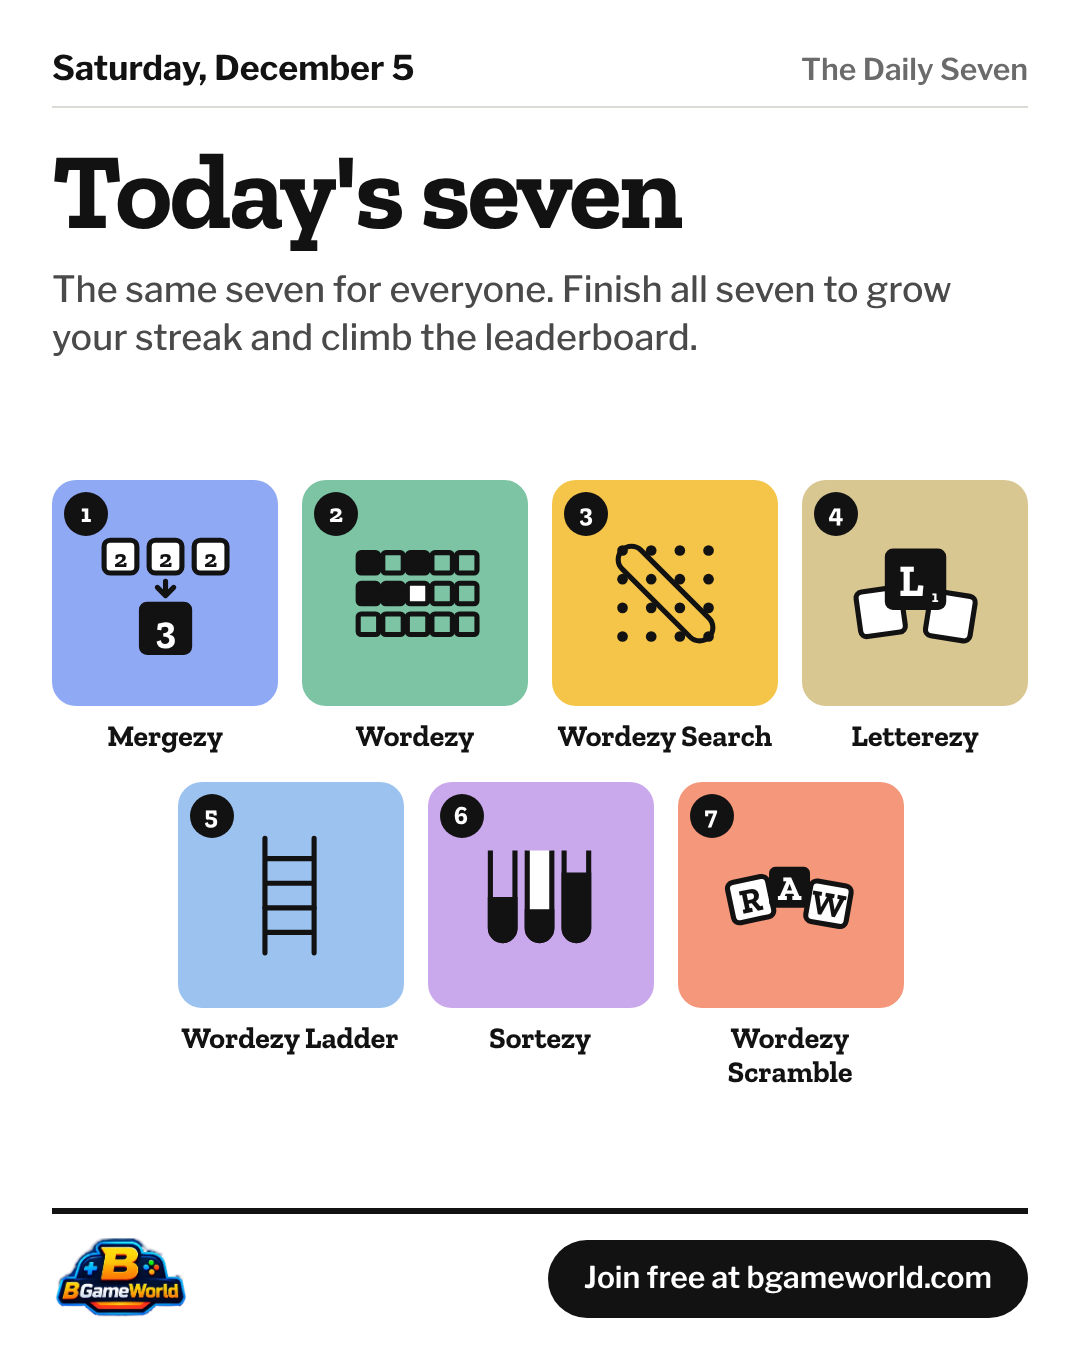 Saturday, December 5
The Daily Seven
Today's seven
The same seven for everyone. Finish all seven to grow
your streak and climb the leaderboard.
1
2 2 2
3
Mergezy
2
Wordezy
3
Wordezy Search
4
L 1
Letterezy
5
Wordezy Ladder
6
Sortezy
7
R A W
Wordezy
Scramble
B
BGameWorld
Join free at bgameworld.com